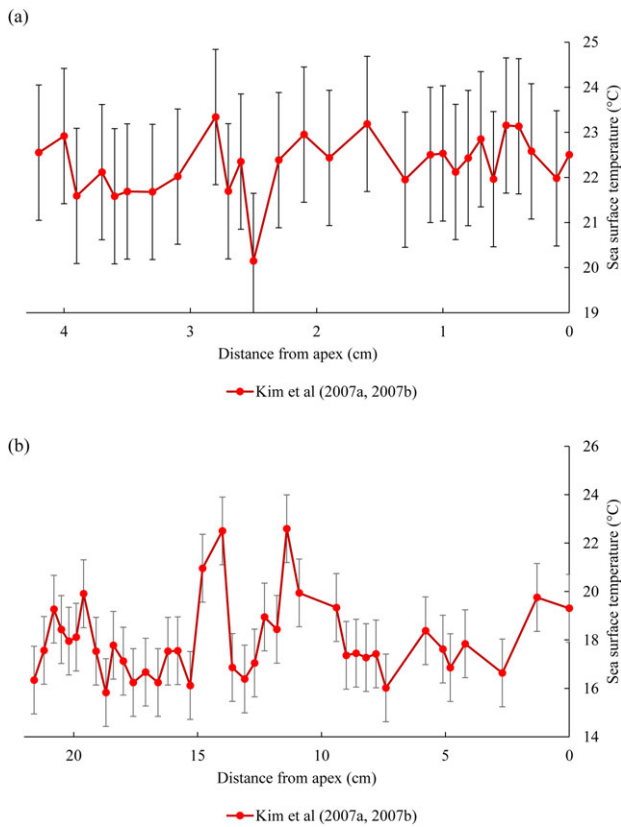 (a)
25
24
23
22
21
20
19
Sea surface temperature (°C)
4 3 2 1 0
Distance from apex (cm)
Kim et al (2007a, 2007b)
(b)
26
24
22
20
18
16
14
Sea surface temperature (°C)
20 15 10 5 0
Distance from apex (cm)
Kim et al (2007a, 2007b)